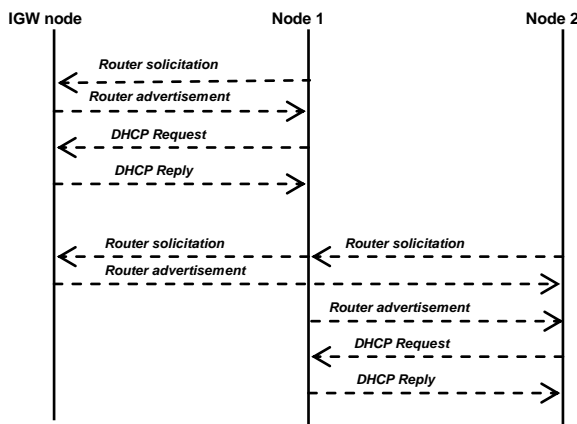 IGW node Node 1 Node 2
Router solicitation
Router advertisement
DHCP Request
DHCP Reply
Router solicitation Router solicitation
Router advertisement
Router advertisement
DHCP Request
DHCP Reply